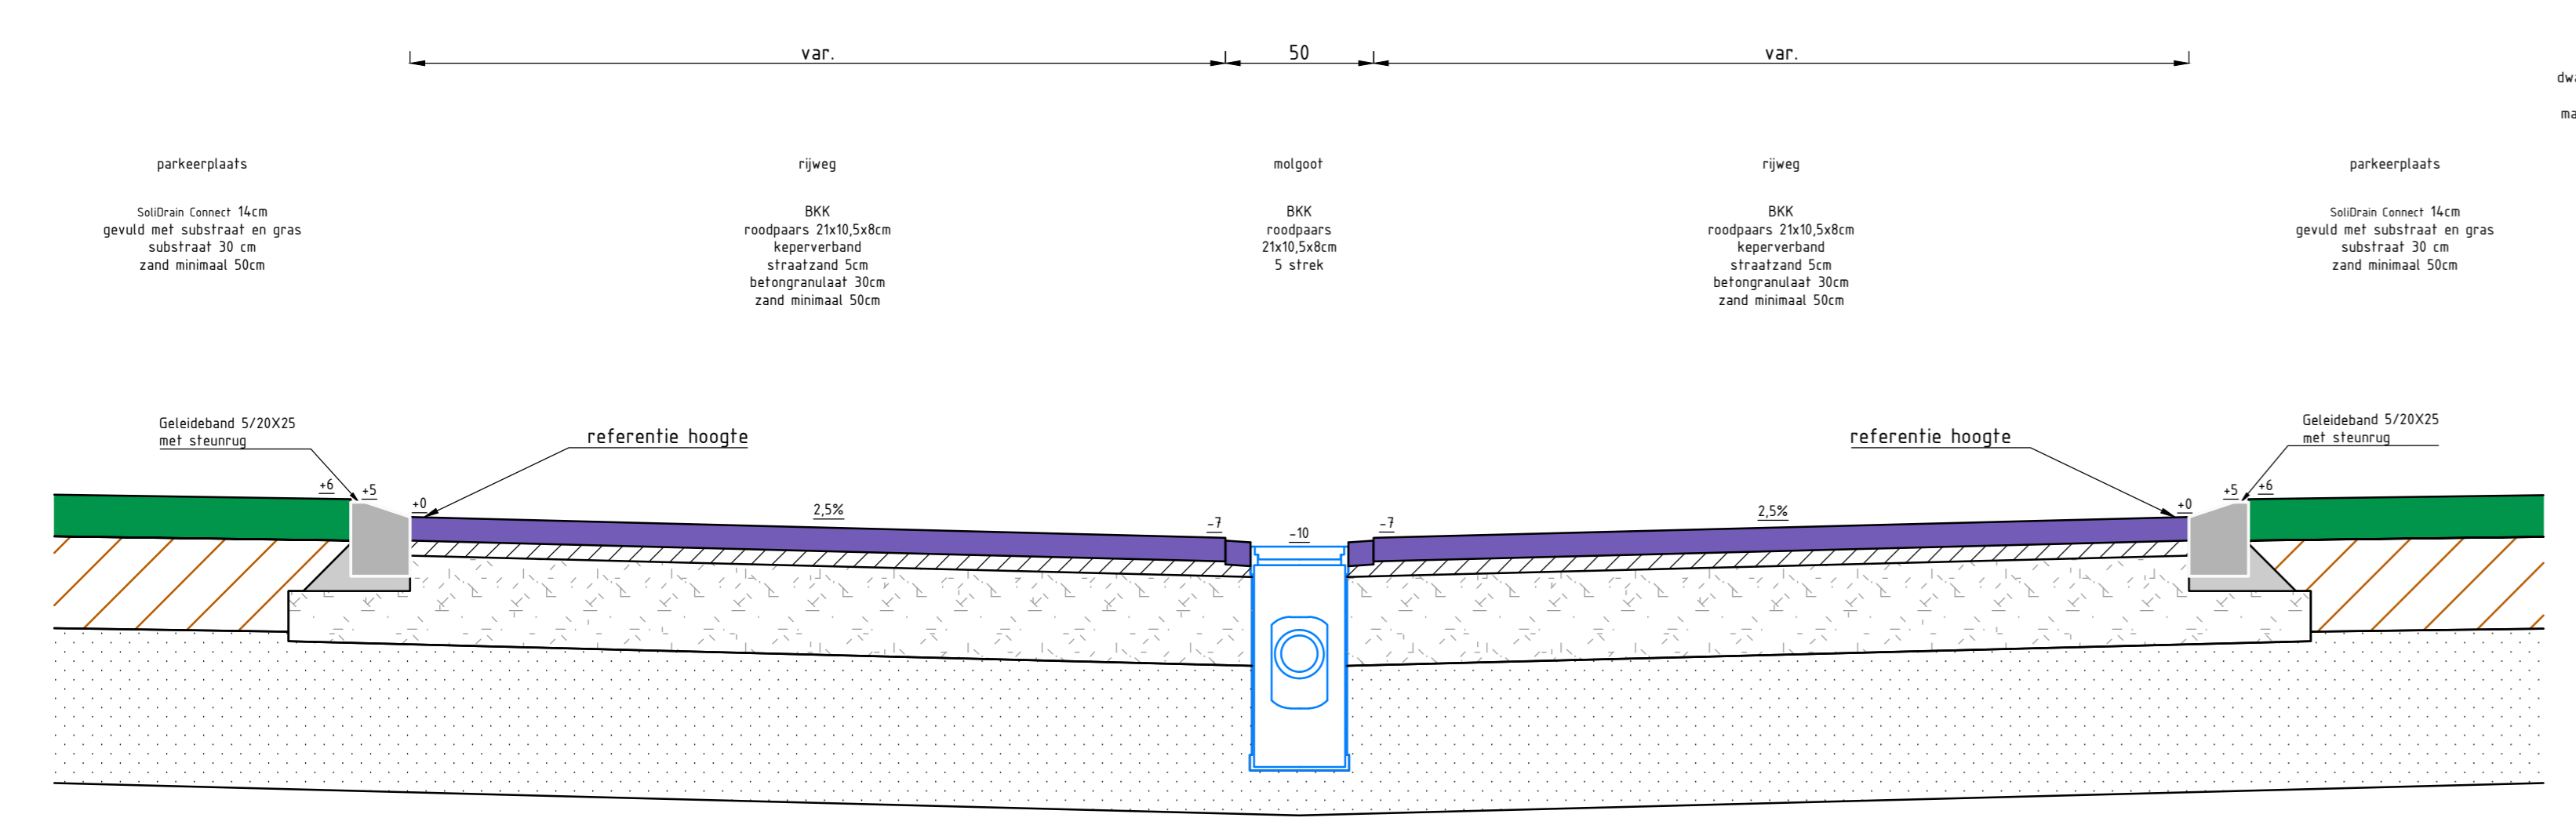 var.
50
var.
dwa
ma
parkeerplaats
rijweg
molgoot
rijweg
parkeerplaats
SoliDrain Connect 14cm
gevuld met substraat en gras
substraat 30 cm
zand minimaal 50cm
BKK
roodpaars 21x10,5x8cm
keperverband
straatzand 5cm
betongranulaat 30cm
zand minimaal 50cm
BKK
roodpaars
21x10,5x8cm
5 strek
BKK
roodpaars 21x10,5x8cm
keperverband
straatzand 5cm
betongranulaat 30cm
zand minimaal 50cm
SoliDrain Connect 14cm
gevuld met substraat en gras
substraat 30 cm
zand minimaal 50cm
Geleideband 5/20X25
met steunrug
referentie hoogte
referentie hoogte
Geleideband 5/20X25
met steunrug
+6
+5
+0
2,5%
-7
-10
-7
2,5%
+0
+5
+6